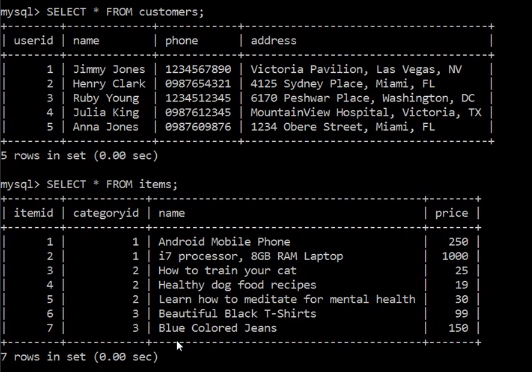 mysql> SELECT * FROM customers;
+--------+-------------+------------+------------------------------------+
| userid | name | phone | address |
+--------+-------------+------------+------------------------------------+
| 1 | Jimmy Jones | 1234567890 | Victoria Pavilion, Las Vegas, NV |
| 2 | Henry Clark | 0987654321 | 4125 Sydney Place, Miami, FL |
| 3 | Ruby Young | 1234512345 | 6170 Peshwar Place, Washington, DC |
| 4 | Julia King | 0987612345 | MountainView Hospital, Victoria, TX |
| 5 | Anna Jones | 0987609876 | 1234 Obere Street, Miami, FL |
+--------+-------------+------------+------------------------------------+
5 rows in set (0.00 sec)
mysql> SELECT * FROM items;
+--------+------------+---------------------------------------+-------+
| itemid | categoryid | name | price |
+--------+------------+---------------------------------------+-------+
| 1 | 1 | Android Mobile Phone | 250 |
| 2 | 1 | i7 processor, 8GB RAM Laptop | 1000 |
| 3 | 2 | How to train your cat | 25 |
| 4 | 2 | Healthy dog food recipes | 19 |
| 5 | 2 | Learn how to meditate for mental health | 30 |
| 6 | 3 | Beautiful Black T-Shirts | 99 |
| 7 | 3 | Blue Colored Jeans | 150 |
+--------+------------+---------------------------------------+-------+
7 rows in set (0.00 sec)